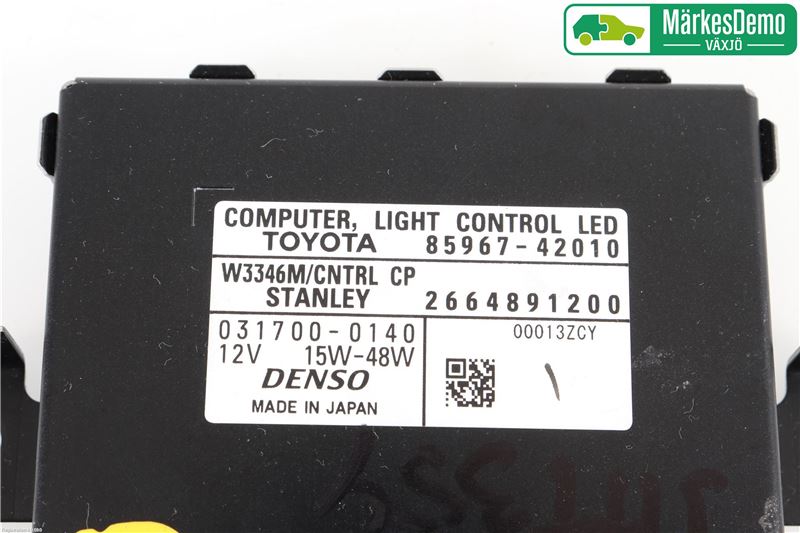 MärkesDemo
VÄXJÖ
COMPUTER, LIGHT CONTROL LED
TOYOTA 85967-42010
W3346M/CNTRL CP
STANLEY 2664891200
031700-0140
12V 15W-48W
DENSO
MADE IN JAPAN
00013ZCY